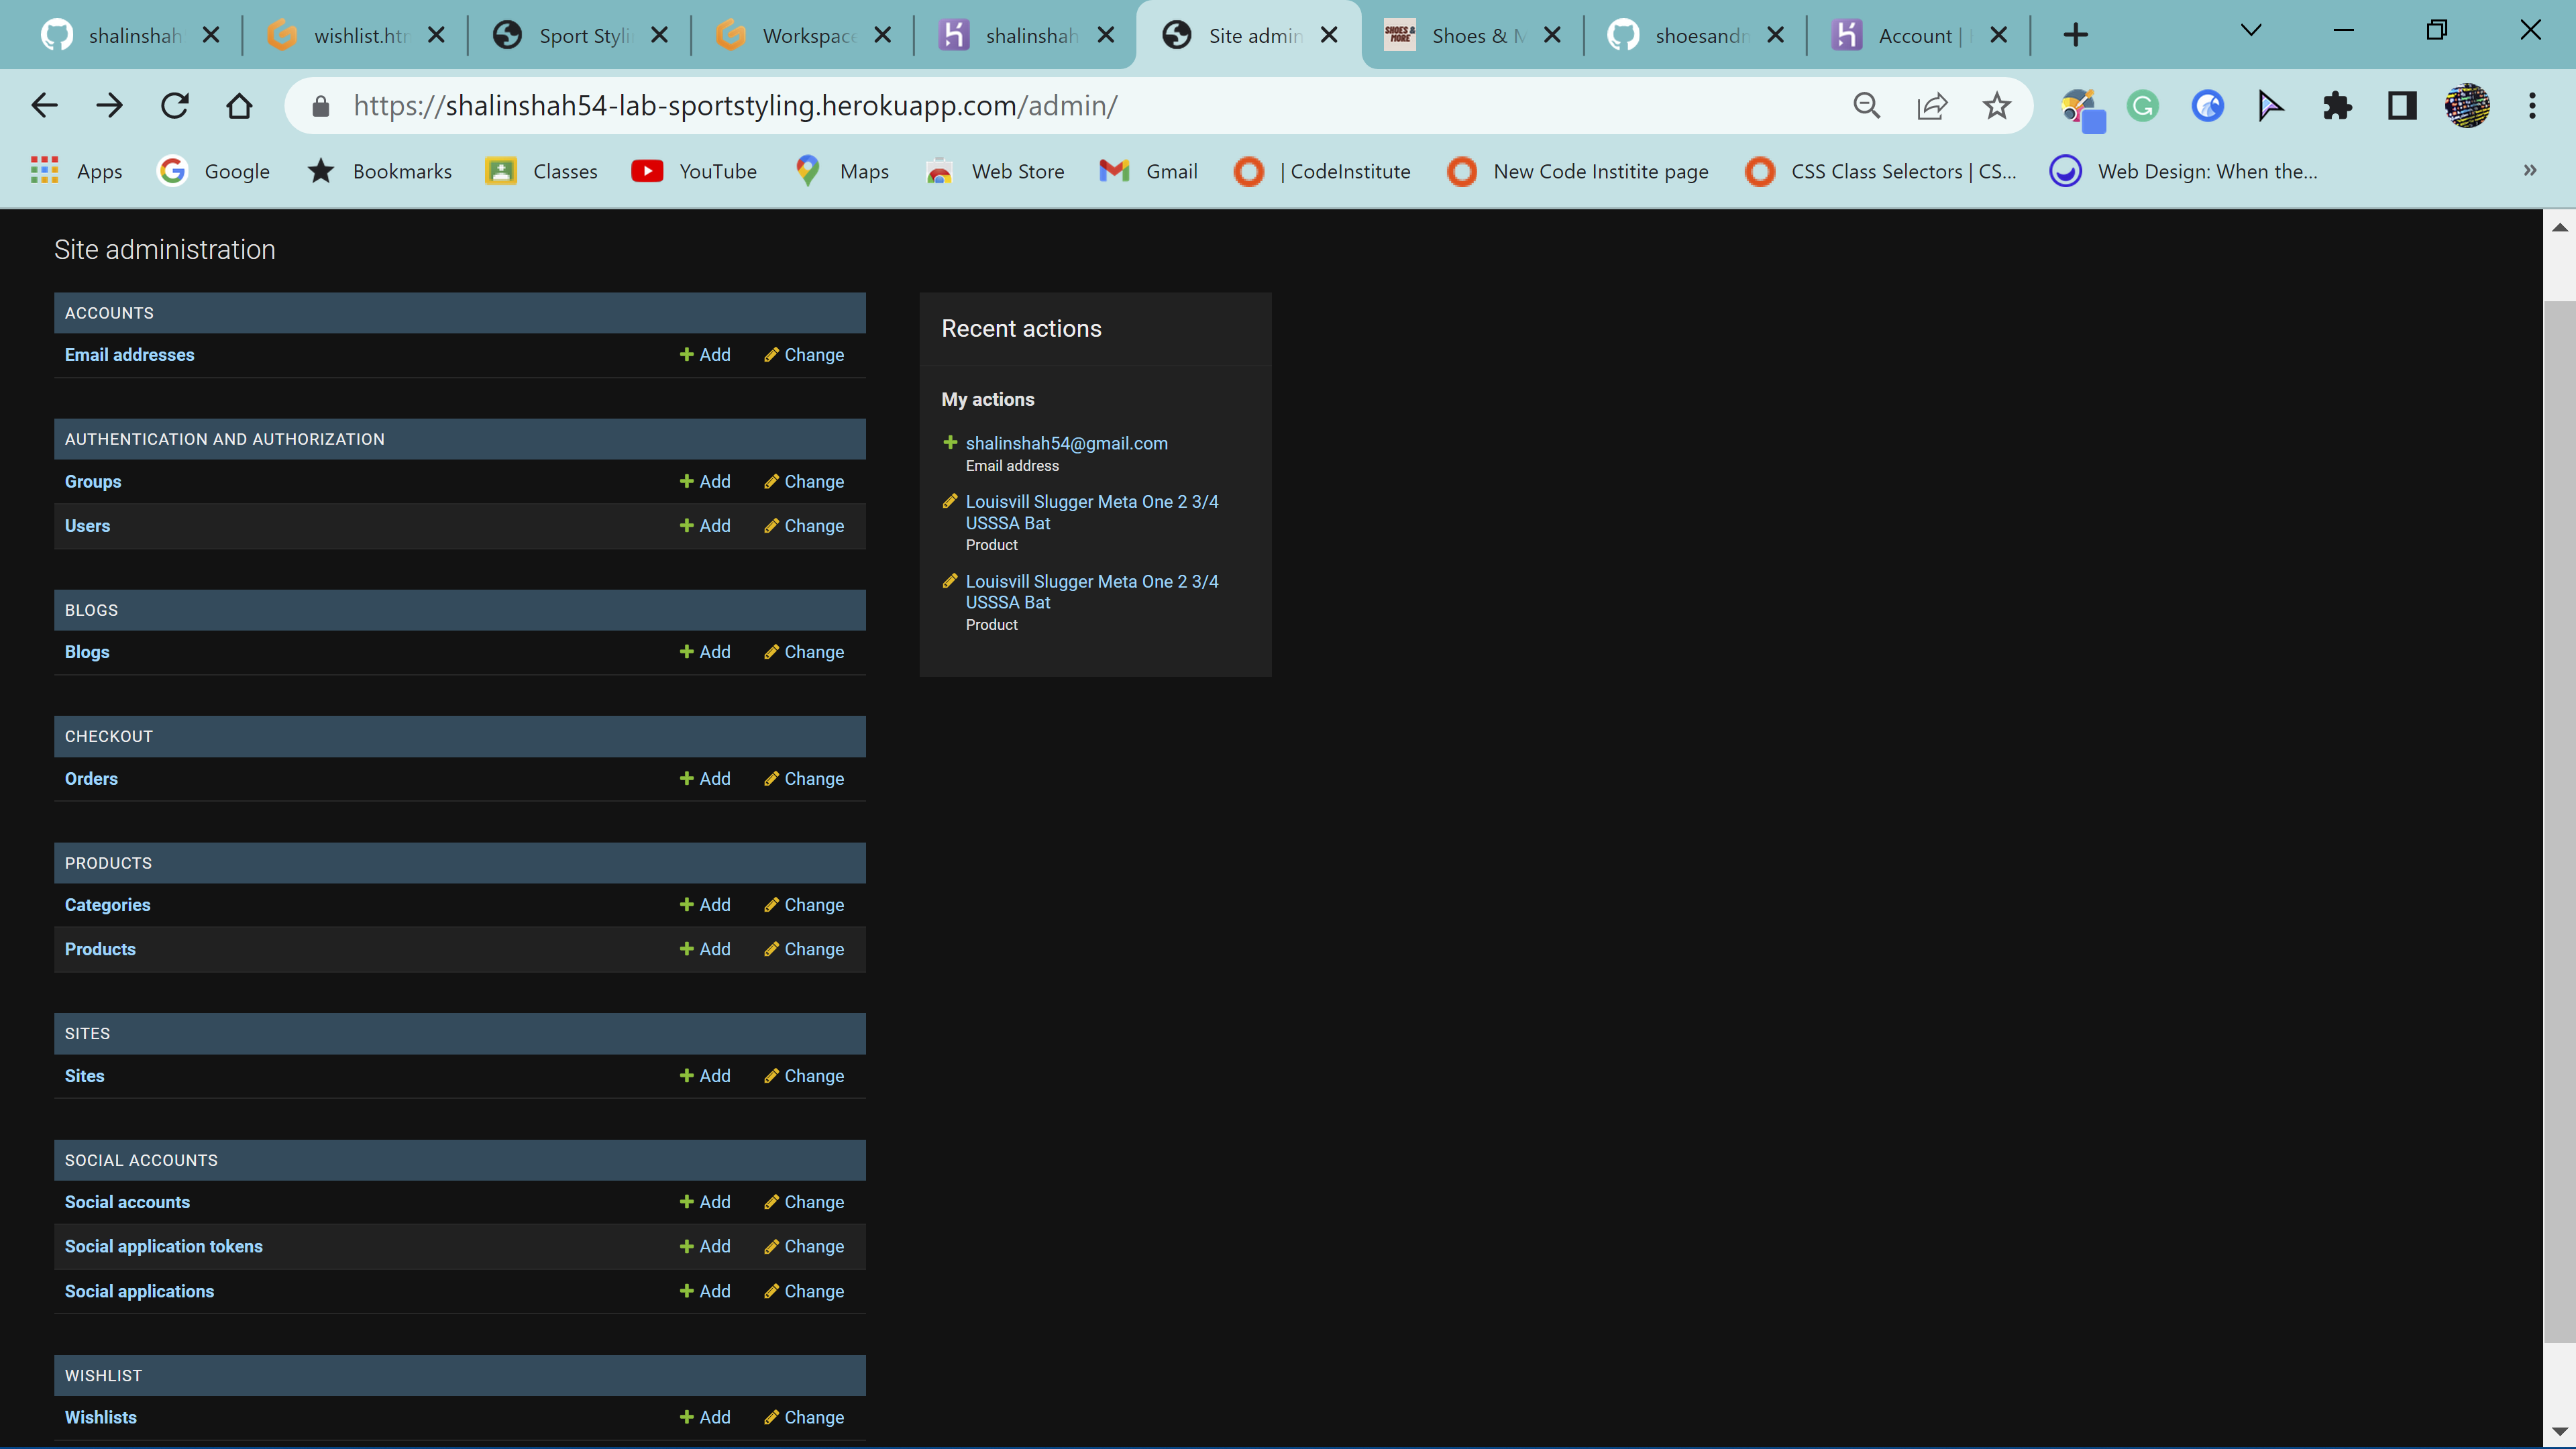 shalinshah
wishlist.htm
Sport Styli
Workspace
shalinshah
Site admin
SHOES & MORE
Shoes & M
shoesandm
Account |
https://shalinshah54-lab-sportstyling.herokuapp.com/admin/
Apps
Google
Bookmarks
Classes
YouTube
Maps
Web Store
Gmail
| CodeInstitute
New Code Institite page
CSS Class Selectors | CS...
Web Design: When the...
»
Site administration
ACCOUNTS
Email addresses Add Change
AUTHENTICATION AND AUTHORIZATION
Groups Add Change
Users Add Change
BLOGS
Blogs Add Change
CHECKOUT
Orders Add Change
PRODUCTS
Categories Add Change
Products Add Change
SITES
Sites Add Change
SOCIAL ACCOUNTS
Social accounts Add Change
Social application tokens Add Change
Social applications Add Change
WISHLIST
Wishlists Add Change
Recent actions
My actions
shalinshah54@gmail.com
Email address
Louisvill Slugger Meta One 2 3/4
USSSA Bat
Product
Louisvill Slugger Meta One 2 3/4
USSSA Bat
Product